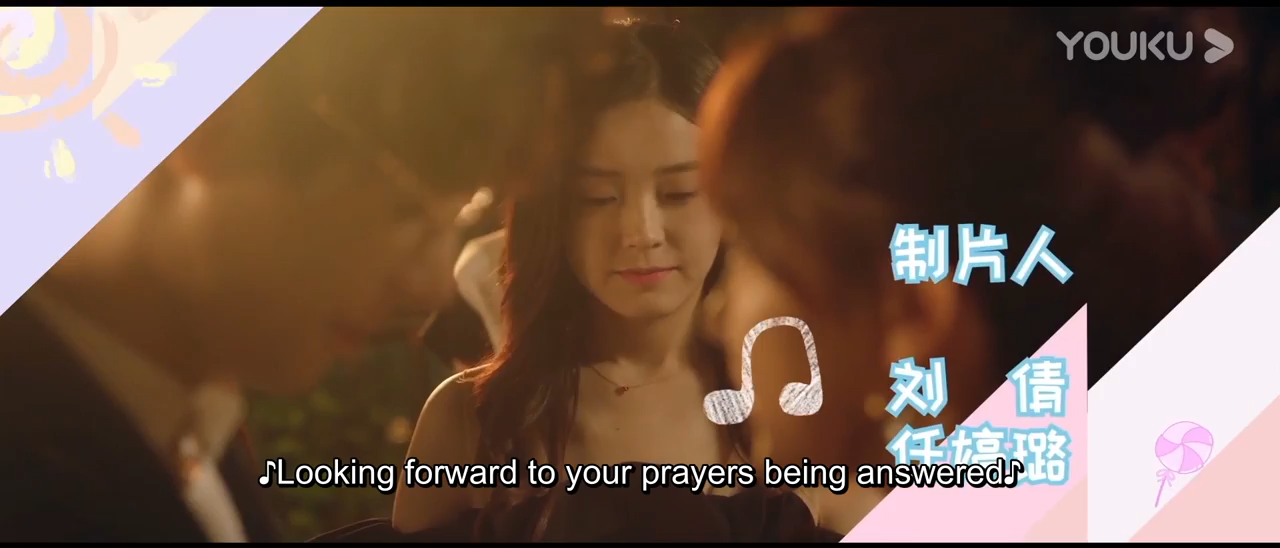 YOUKU
制片人
刘 倩
任婷璐
♪Looking forward to your prayers being answered♪